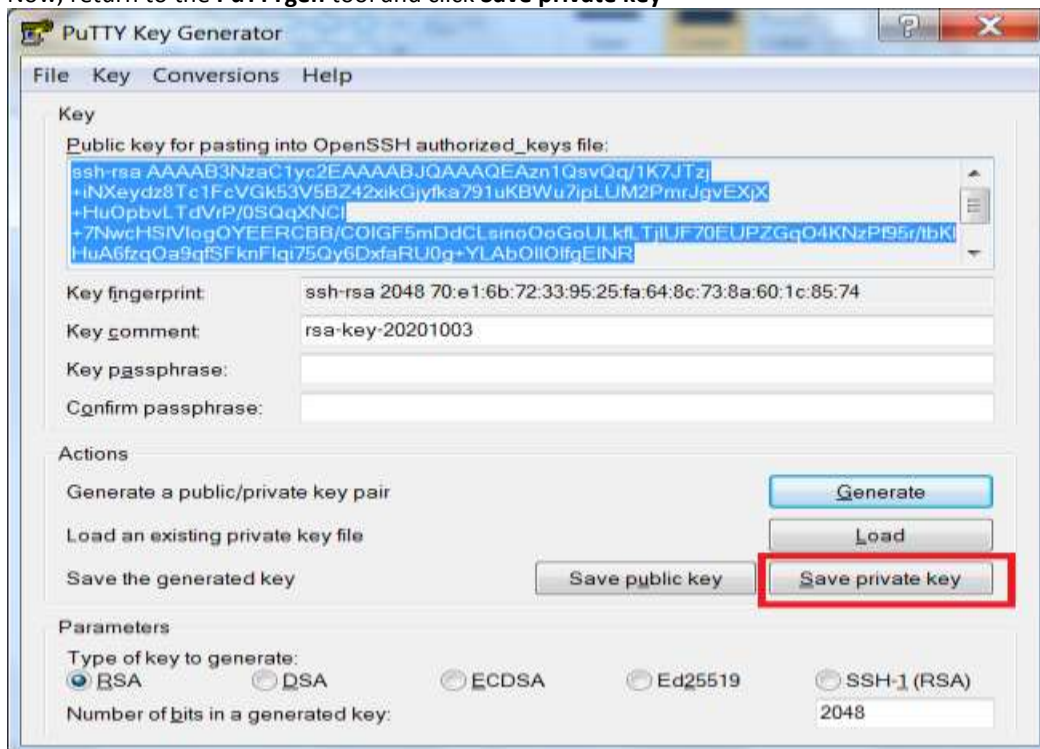 Now, return to the PuTTYgen tool and click Save private key
PuTTY Key Generator
File Key Conversions Help
Key
Public key for pasting into OpenSSH authorized_keys file:
ssh-rsa AAAAB3NzaC1yc2EAAAABJQAAAQEAzn1QsvQq/1K7JTzj
+iNXeydz8Tc1FcVGk53V5BZ42xikGjyfka791uKBWu7ipLUM2PmrJgvEXjX
+HuOpbvLTdVrP/0SQqXNCI
+7NwcHSIVlogOYEERCBB/COIGF5mDdCLsinoOoGoULkfLTjlUF70EUPZGqO4KNzPf95r/tbKl
HuA6fzqOa9qfSFknFlqi75Qy6DxfaRU0g+YLAbOllOlfgEINR
Key fingerprint: ssh-rsa 2048 70:e1:6b:72:33:95:25:fa:64:8c:73:8a:60:1c:85:74
Key comment: rsa-key-20201003
Key passphrase:
Confirm passphrase:
Actions
Generate a public/private key pair Generate
Load an existing private key file Load
Save the generated key Save public key Save private key
Parameters
Type of key to generate:
RSA DSA ECDSA Ed25519 SSH-1 (RSA)
Number of bits in a generated key: 2048